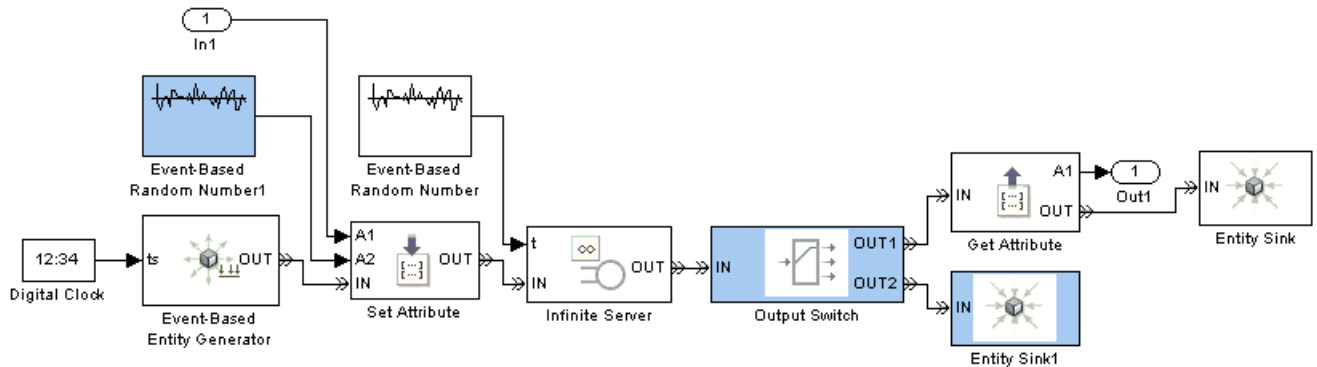 1
In1
Event-Based
Random Number1
Event-Based
Random Number
12:34
Digital Clock
ts
OUT
Event-Based
Entity Generator
A1
A2
IN
OUT
Set Attribute
t
IN
OUT
∞
Infinite Server
IN
OUT1
OUT2
Output Switch
IN
A1
OUT
Get Attribute
1
Out1
IN
Entity Sink
IN
Entity Sink1